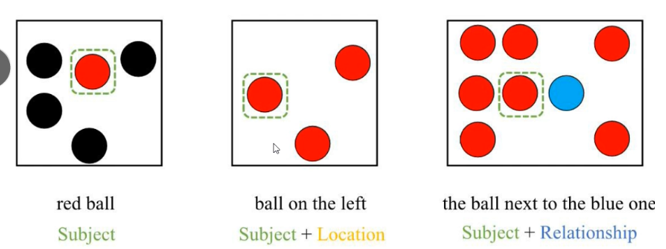 red ball
Subject
ball on the left
Subject + Location
the ball next to the blue one
Subject + Relationship